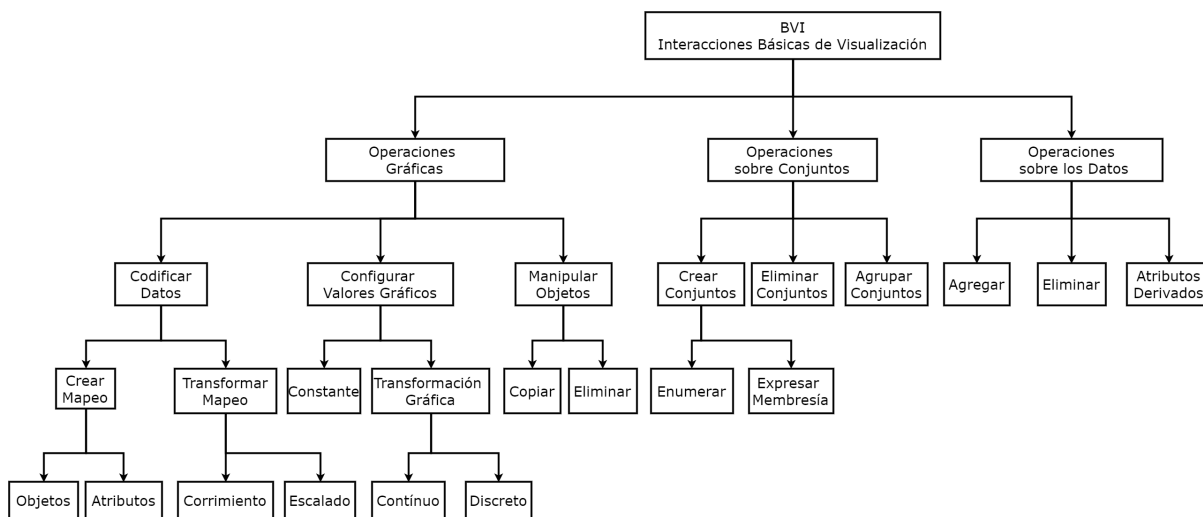 BVI
Interacciones Básicas de Visualización
Operaciones
Gráficas
Operaciones
sobre Conjuntos
Operaciones
sobre los Datos
Codificar
Datos
Configurar
Valores Gráficos
Manipular
Objetos
Crear
Conjuntos
Eliminar
Conjuntos
Agrupar
Conjuntos
Agregar
Eliminar
Atributos
Derivados
Crear
Mapeo
Transformar
Mapeo
Constante
Transformación
Gráfica
Copiar
Eliminar
Enumerar
Expresar
Membresía
Objetos
Atributos
Corrimiento
Escalado
Contínuo
Discreto